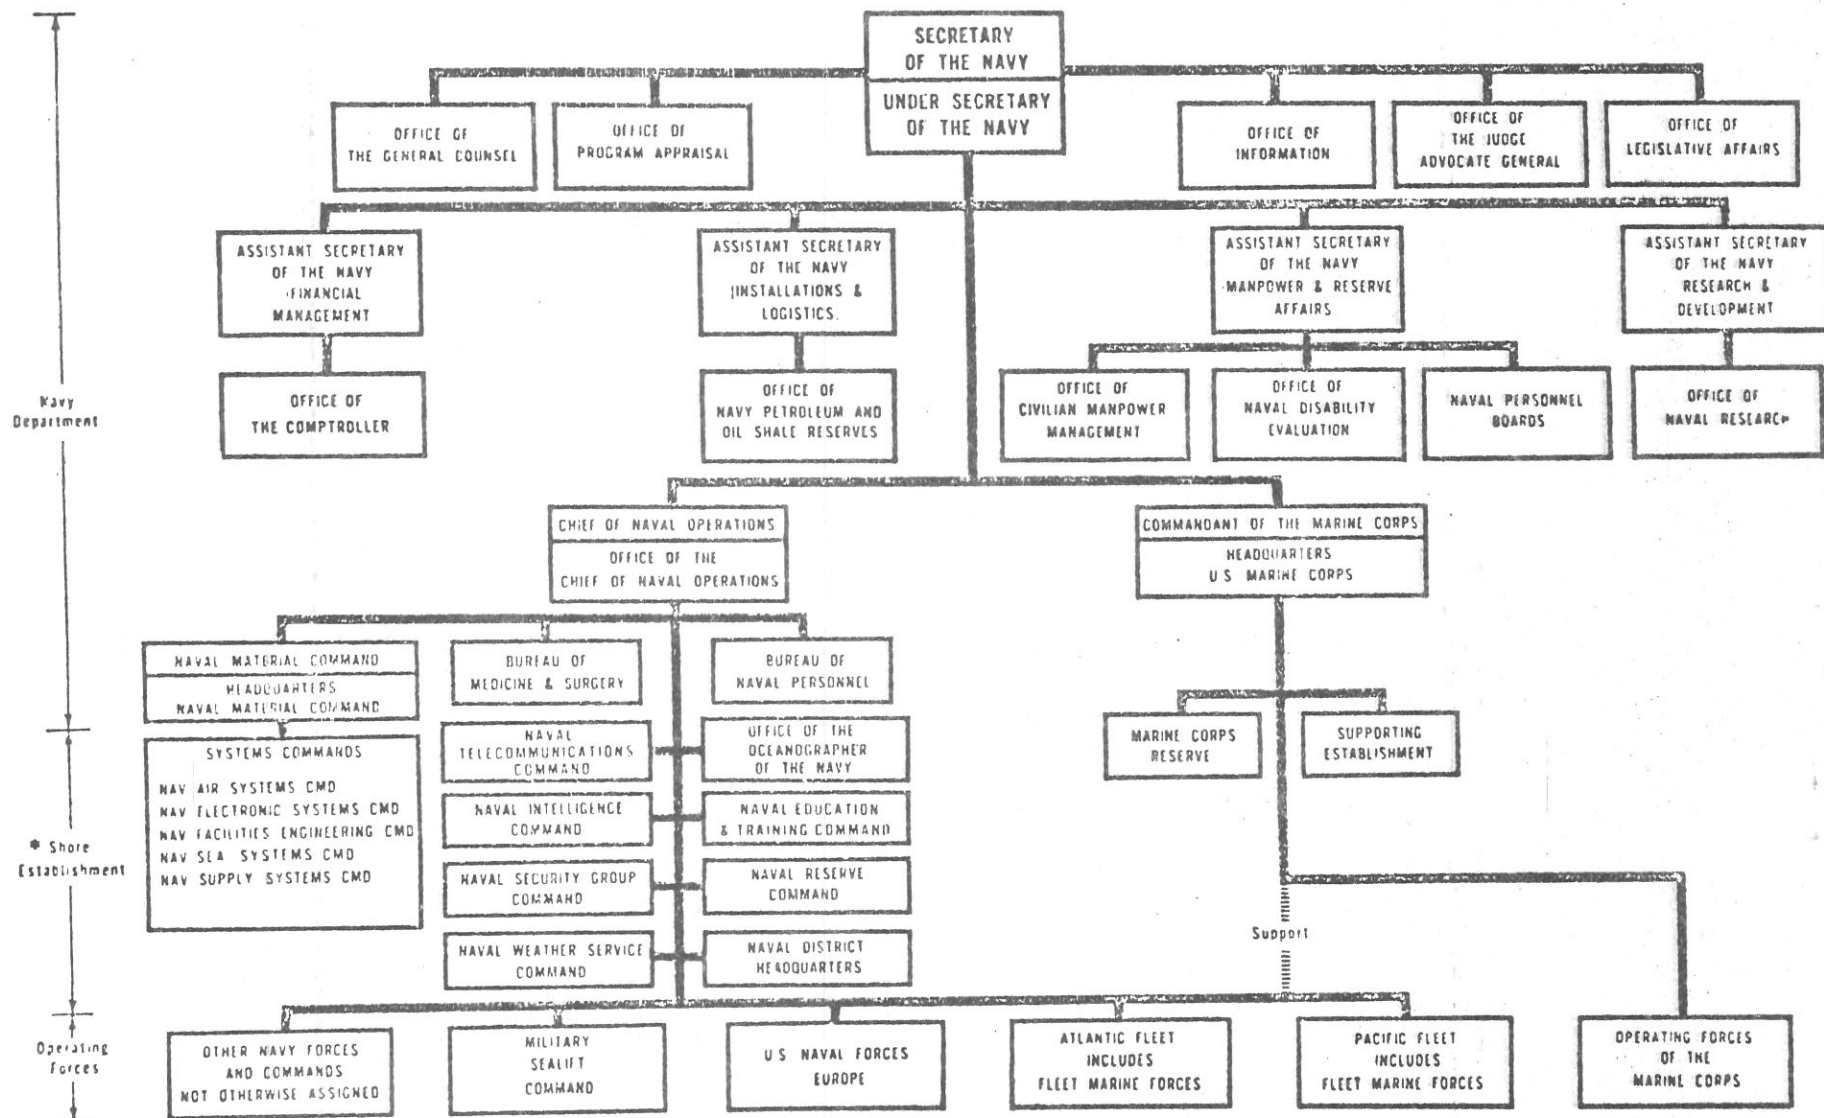 SECRETARY
OF THE NAVY
UNDER SECRETARY
OF THE NAVY
OFFICE OF
THE GENERAL COUNSEL
OFFICE OF
PROGRAM APPRAISAL
OFFICE OF
INFORMATION
OFFICE OF
THE JUDGE
ADVOCATE GENERAL
OFFICE OF
LEGISLATIVE AFFAIRS
ASSISTANT SECRETARY
OF THE NAVY
(FINANCIAL
MANAGEMENT
ASSISTANT SECRETARY
OF THE NAVY
(INSTALLATIONS &
LOGISTICS.
ASSISTANT SECRETARY
OF THE NAVY
MANPOWER & RESERVE
AFFAIRS
ASSISTANT SECRETARY
OF THE NAVY
RESEARCH &
DEVELOPMENT
OFFICE OF
THE COMPTROLLER
OFFICE OF
NAVY PETROLEUM AND
OIL SHALE RESERVES
OFFICE OF
CIVILIAN MANPOWER
MANAGEMENT
OFFICE OF
NAVAL DISABILITY
EVALUATION
NAVAL PERSONNEL
BOARDS
OFFICE OF
NAVAL RESEARCH
Navy
Department
CHIEF OF NAVAL OPERATIONS
OFFICE OF THE
CHIEF OF NAVAL OPERATIONS
COMMANDANT OF THE MARINE CORPS
HEADQUARTERS
U.S MARINE CORPS
NAVAL MATERIAL COMMAND
HEADQUARTERS
NAVAL MATERIAL COMMAND
BUREAU OF
MEDICINE & SURGERY
BUREAU OF
NAVAL PERSONNEL
SYSTEMS COMMANDS
NAV AIR SYSTEMS CMD
NAV ELECTRONIC SYSTEMS CMD
NAV FACILITIES ENGINEERING CMD
NAV SEA SYSTEMS CMD
NAV SUPPLY SYSTEMS CMD
NAVAL
TELECOMMUNICATIONS
COMMAND
OFFICE OF THE
OCEANOGRAPHER
OF THE NAVY
MARINE CORPS
RESERVE
SUPPORTING
ESTABLISHMENT
NAVAL INTELLIGENCE
COMMAND
NAVAL EDUCATION
& TRAINING COMMAND
* Shore
Establishment
NAVAL SECURITY GROUP
COMMAND
NAVAL RESERVE
COMMAND
NAVAL WEATHER SERVICE
COMMAND
NAVAL DISTRICT
HEADQUARTERS
Support
Operating
Forces
OTHER NAVY FORCES
AND COMMANDS
NOT OTHERWISE ASSIGNED
MILITARY
SEALIFT
COMMAND
U S NAVAL FORCES
EUROPE
ATLANTIC FLEET
INCLUDES
FLEET MARINE FORCES
PACIFIC FLEET
INCLUDES
FLEET MARINE FORCES
OPERATING FORCES
OF THE
MARINE CORPS